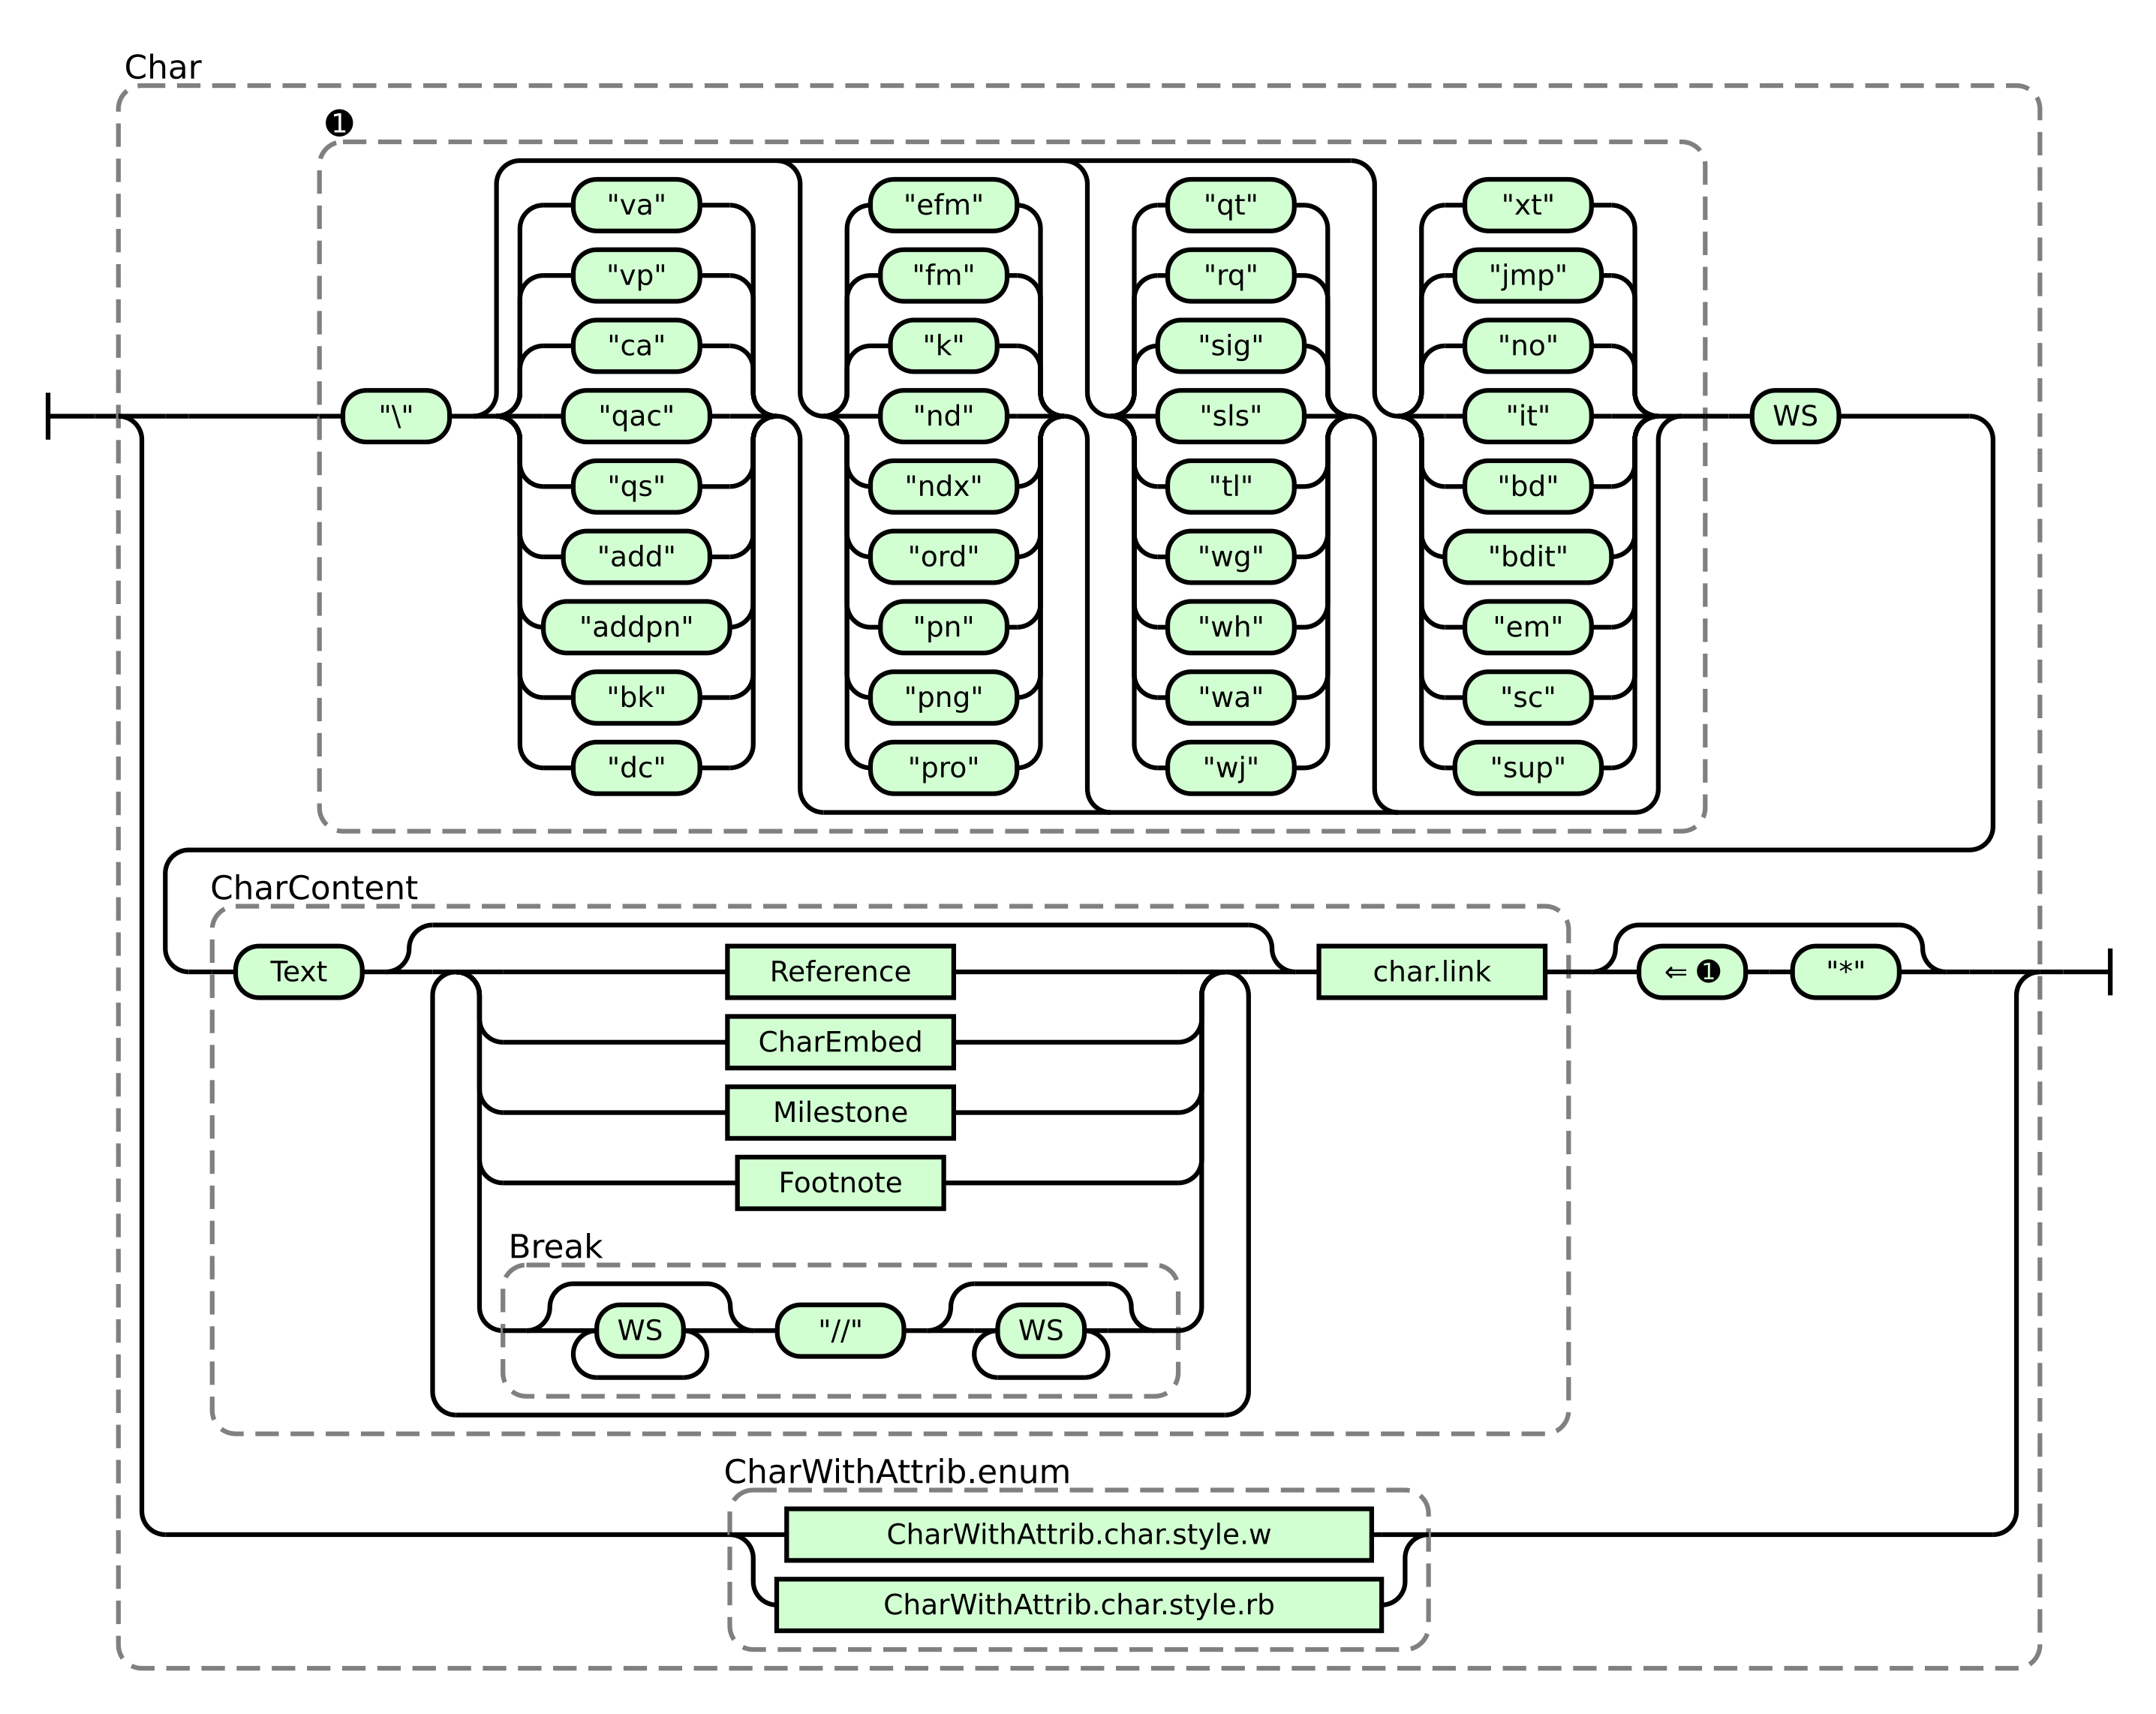 Char
❶
"va" "efm" "qt" "xt"
"vp" "fm" "rq" "jmp"
"ca" "k" "sig" "no"
"\" "qac" "nd" "sls" "it" WS
"qs" "ndx" "tl" "bd"
"add" "ord" "wg" "bdit"
"addpn" "pn" "wh" "em"
"bk" "png" "wa" "sc"
"dc" "pro" "wj" "sup"
CharContent
Text Reference char.link ⇐ ❶ "*"
CharEmbed
Milestone
Footnote
Break
WS "//" WS
CharWithAttrib.enum
CharWithAttrib.char.style.w
CharWithAttrib.char.style.rb